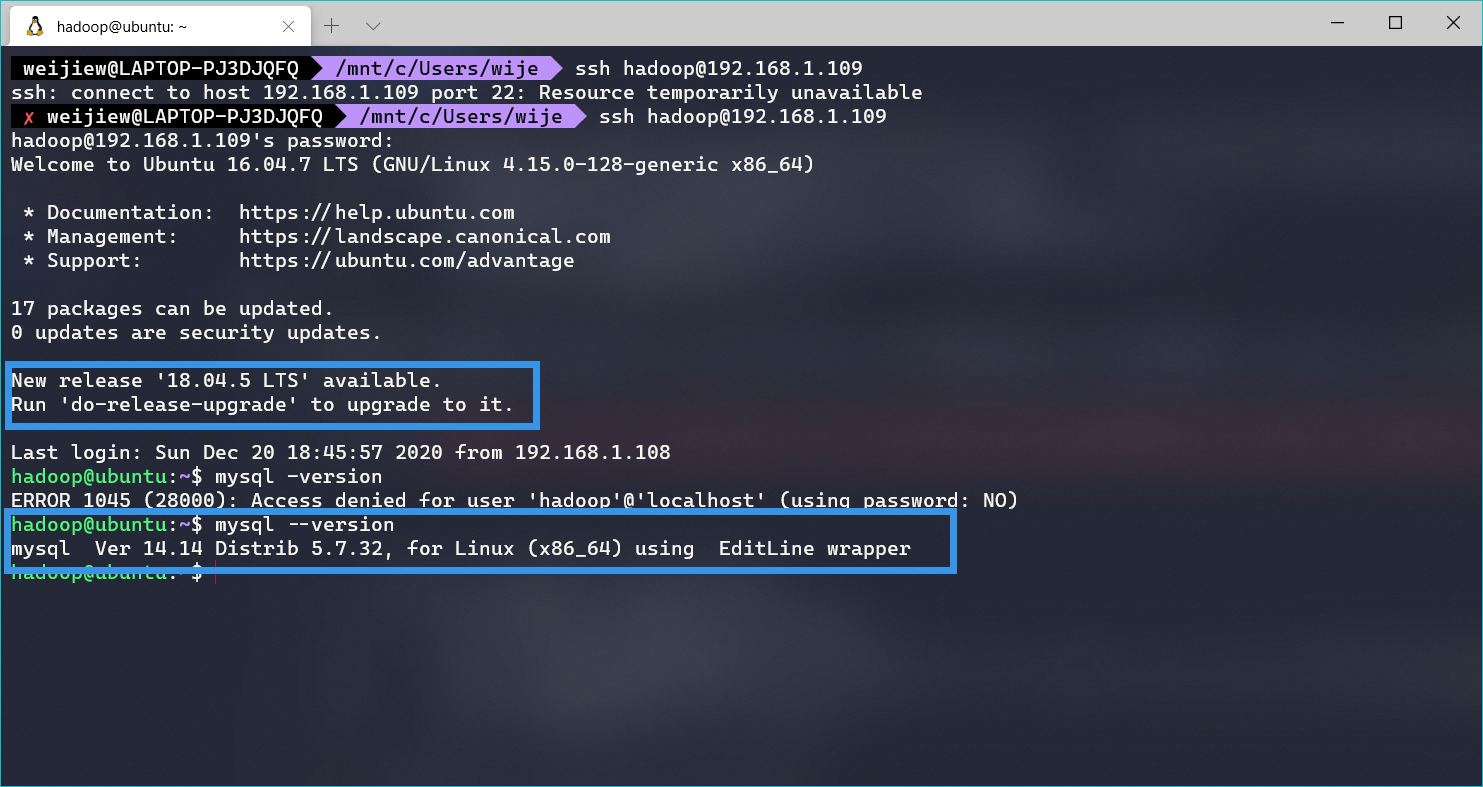 hadoop@ubuntu: ~
weijiew@LAPTOP-PJ3DJQFQ /mnt/c/Users/wije ssh hadoop@192.168.1.109
ssh: connect to host 192.168.1.109 port 22: Resource temporarily unavailable
✗ weijiew@LAPTOP-PJ3DJQFQ /mnt/c/Users/wije ssh hadoop@192.168.1.109
hadoop@192.168.1.109's password:
Welcome to Ubuntu 16.04.7 LTS (GNU/Linux 4.15.0-128-generic x86_64)
* Documentation: https://help.ubuntu.com
* Management: https://landscape.canonical.com
* Support: https://ubuntu.com/advantage
17 packages can be updated.
0 updates are security updates.
New release '18.04.5 LTS' available.
Run 'do-release-upgrade' to upgrade to it.
Last login: Sun Dec 20 18:45:57 2020 from 192.168.1.108
hadoop@ubuntu:~$ mysql -version
ERROR 1045 (28000): Access denied for user 'hadoop'@'localhost' (using password: NO)
hadoop@ubuntu:~$ mysql --version
mysql  Ver 14.14 Distrib 5.7.32, for Linux (x86_64) using  EditLine wrapper
hadoop@ubuntu:~$